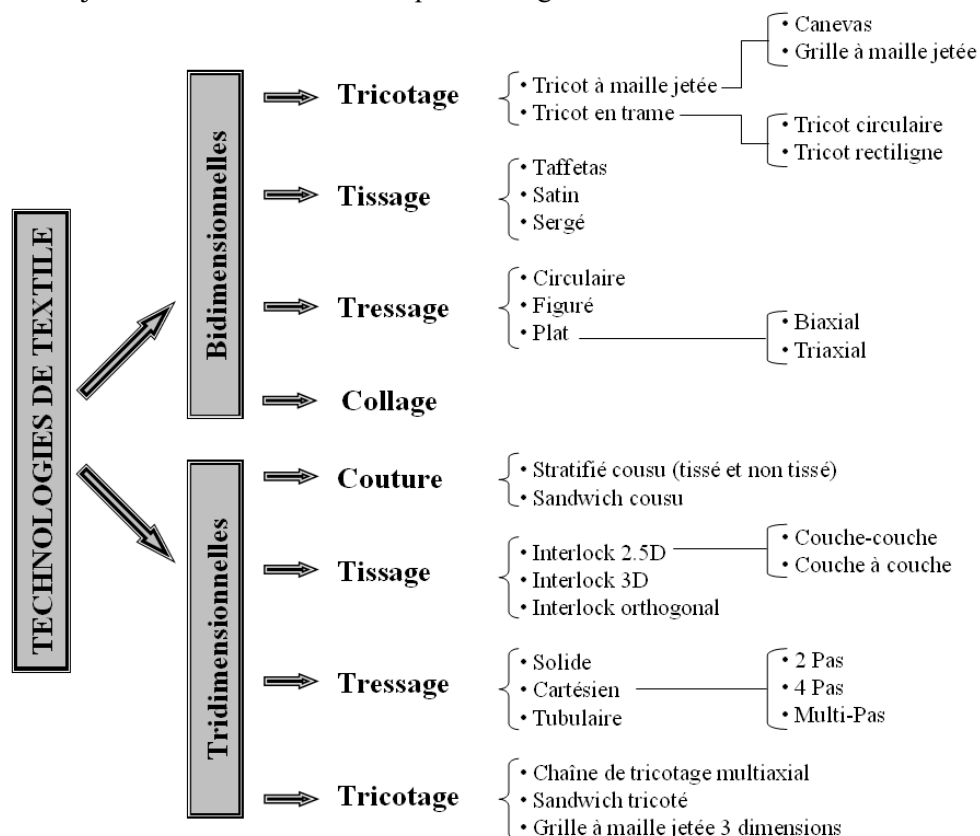 TECHNOLOGIES DE TEXTILE
Bidimensionnelles
Tricotage
• Tricot à maille jetée
• Tricot en trame
• Canevas
• Grille à maille jetée
• Tricot circulaire
• Tricot rectiligne
Tissage
• Taffetas
• Satin
• Sergé
Tressage
• Circulaire
• Figuré
• Plat
• Biaxial
• Triaxial
Collage
Tridimensionnelles
Couture
• Stratifié cousu (tissé et non tissé)
• Sandwich cousu
Tissage
• Interlock 2.5D
• Interlock 3D
• Interlock orthogonal
• Couche-couche
• Couche à couche
Tressage
• Solide
• Cartésien
• Tubulaire
• 2 Pas
• 4 Pas
• Multi-Pas
Tricotage
• Chaîne de tricotage multiaxial
• Sandwich tricoté
• Grille à maille jetée 3 dimensions